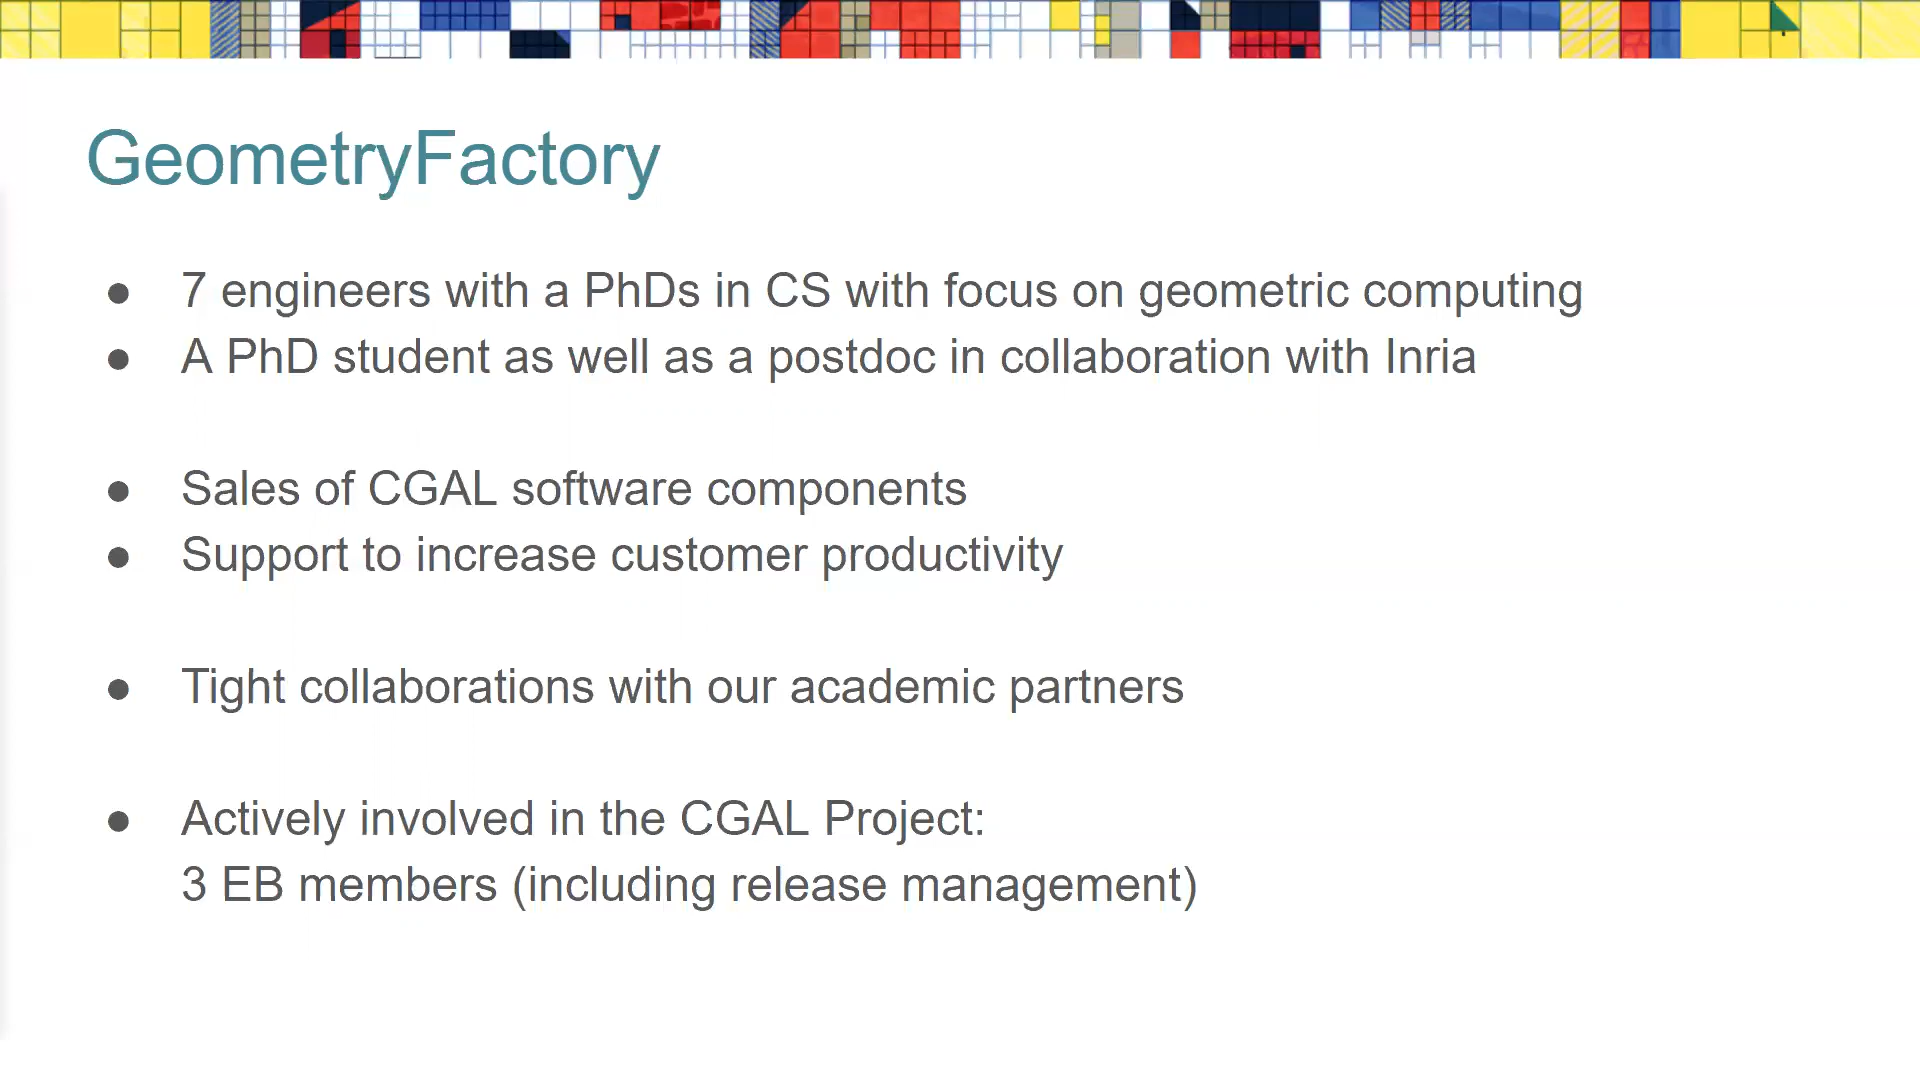 GeometryFactory
● 7 engineers with a PhDs in CS with focus on geometric computing
● A PhD student as well as a postdoc in collaboration with Inria
● Sales of CGAL software components
● Support to increase customer productivity
● Tight collaborations with our academic partners
● Actively involved in the CGAL Project:
3 EB members (including release management)